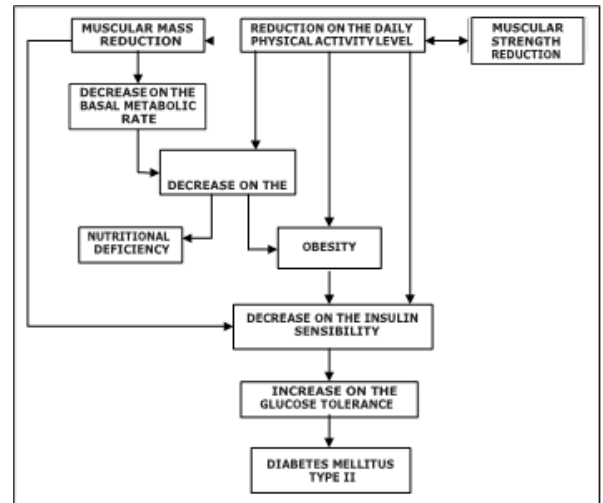 MUSCULAR MASS
REDUCTION
REDUCTION ON THE DAILY
PHYSICAL ACTIVITY LEVEL
MUSCULAR
STRENGTH
REDUCTION
DECREASE ON THE
BASAL METABOLIC
RATE
DECREASE ON THE
NUTRITIONAL
DEFICIENCY
OBESITY
DECREASE ON THE INSULIN
SENSIBILITY
INCREASE ON THE
GLUCOSE TOLERANCE
DIABETES MELLITUS
TYPE II